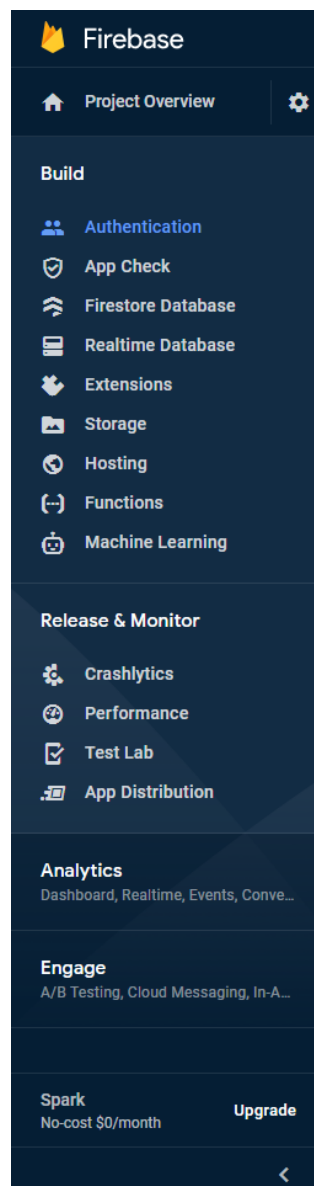 Firebase
Project Overview
Build
Authentication
App Check
Firestore Database
Realtime Database
Extensions
Storage
Hosting
Functions
Machine Learning
Release & Monitor
Crashlytics
Performance
Test Lab
App Distribution
Analytics
Dashboard, Realtime, Events, Conve...
Engage
A/B Testing, Cloud Messaging, In-A...
Spark
No-cost $0/month
Upgrade